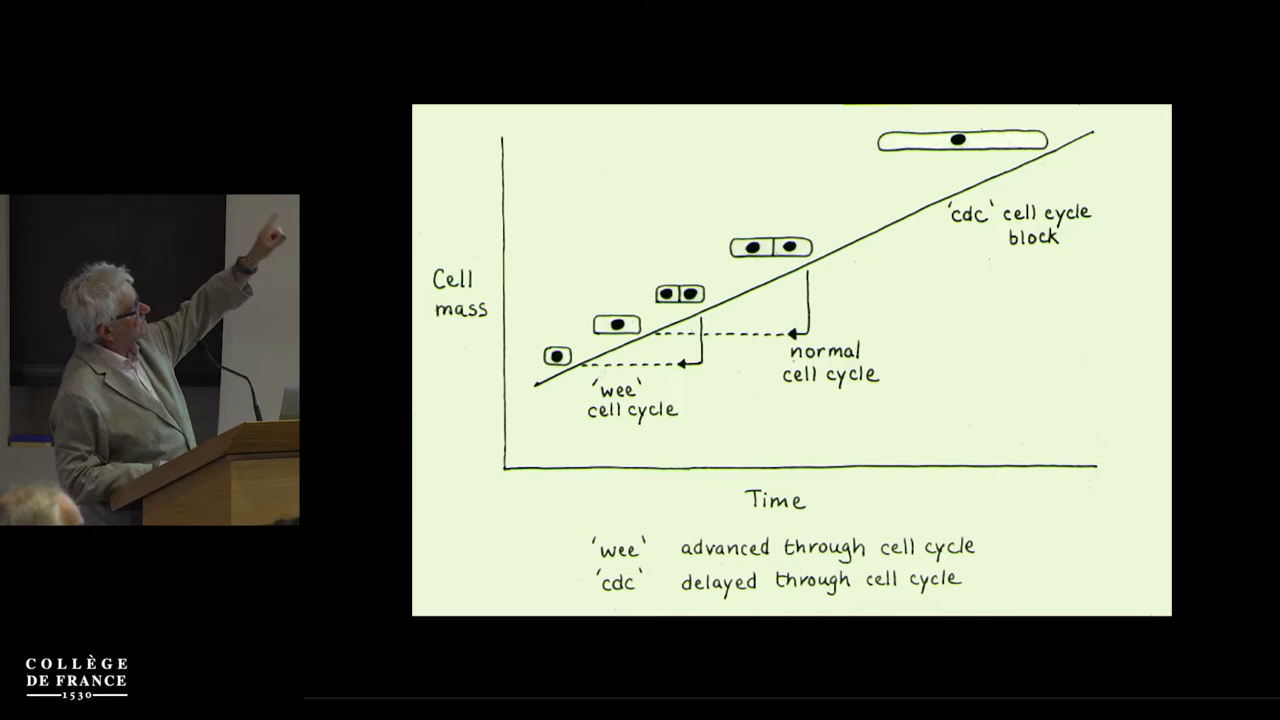 Cell
mass
'cdc' cell cycle
block
normal
cell cycle
'wee'
cell cycle
Time
'wee' advanced through cell cycle
'cdc' delayed through cell cycle
COLLÈGE
DE FRANCE
1530